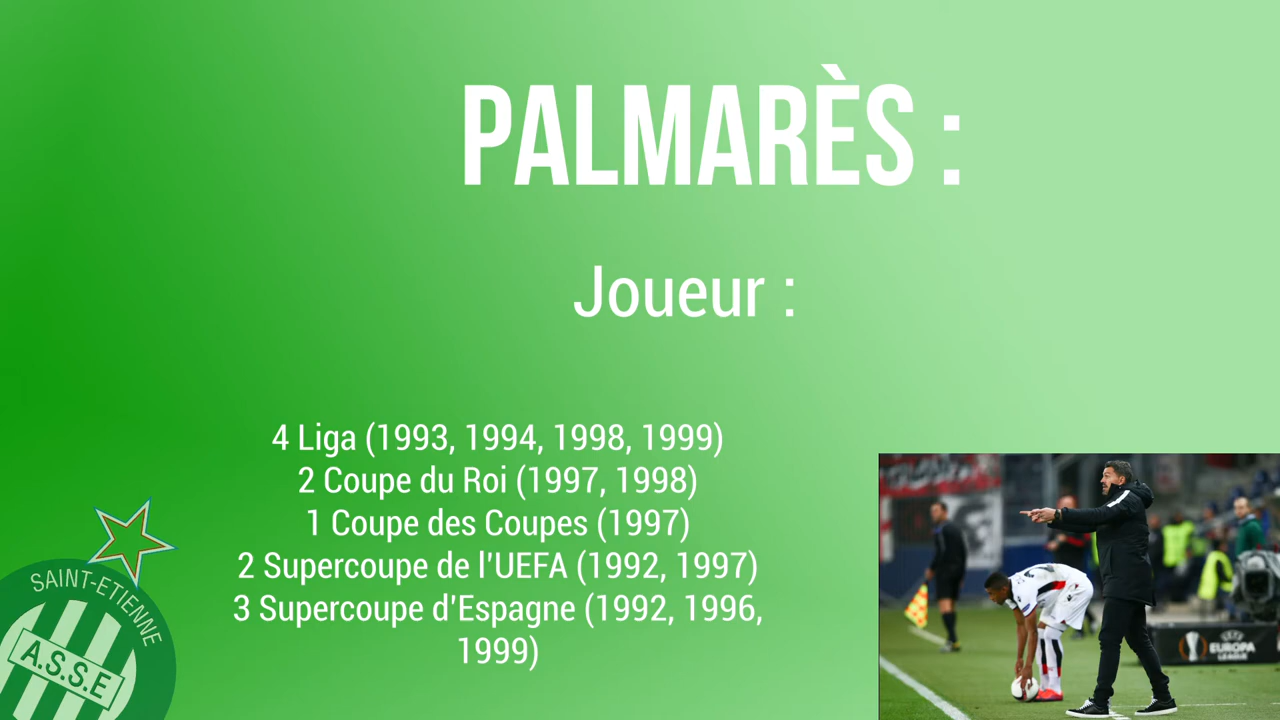 PALMARÈS :
Joueur :
4 Liga (1993, 1994, 1998, 1999)
2 Coupe du Roi (1997, 1998)
1 Coupe des Coupes (1997)
2 Supercoupe de l'UEFA (1992, 1997)
3 Supercoupe d'Espagne (1992, 1996,
1999)
SAINT-ETIENNE
A.S.S.E
UEFA
EUROPA
LEAGUE